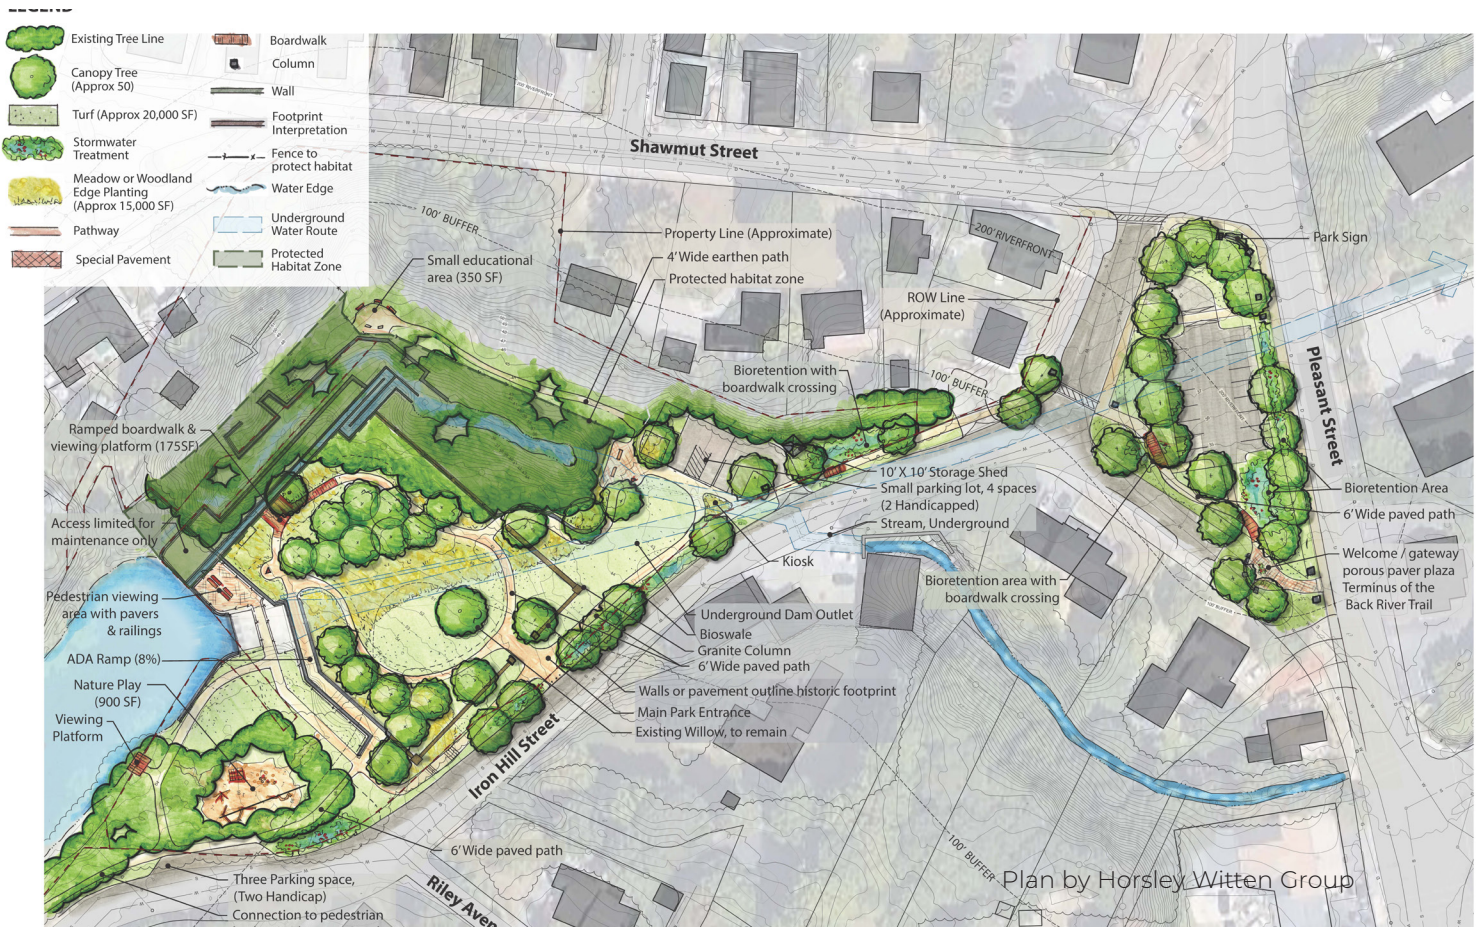 LEGEND
Existing Tree Line
Canopy Tree
(Approx 50)
Turf (Approx 20,000 SF)
Stormwater
Treatment
Meadow or Woodland
Edge Planting
(Approx 15,000 SF)
Pathway
Special Pavement
Boardwalk
Column
Wall
Footprint
Interpretation
Fence to
protect habitat
Water Edge
Underground
Water Route
Protected
Habitat Zone
Shawmut Street
100' BUFFER
Property Line (Approximate)
4' Wide earthen path
Protected habitat zone
Small educational
area (350 SF)
200' RIVERFRONT
Park Sign
ROW Line
(Approximate)
Pleasant Street
Bioretention with
boardwalk crossing
100' BUFFER
Ramped boardwalk &
viewing platform (1755SF)
10' X 10' Storage Shed
Small parking lot, 4 spaces
(2 Handicapped)
Stream, Underground
Kiosk
Bioretention Area
6' Wide paved path
Welcome / gateway
porous paver plaza
Terminus of the
Back River Trail
100' BUFFER
Bioretention area with
boardwalk crossing
Access limited for
maintenance only
Pedestrian viewing
area with pavers
& railings
ADA Ramp (8%)
Nature Play
(900 SF)
Viewing
Platform
Underground Dam Outlet
Bioswale
Granite Column
6' Wide paved path
Walls or pavement outline historic footprint
Main Park Entrance
Existing Willow, to remain
Iron Hill Street
6' Wide paved path
Three Parking space,
(Two Handicap)
Connection to pedestrian
Riley Aven
100' BUFFER
Plan by Horsley Witten Group